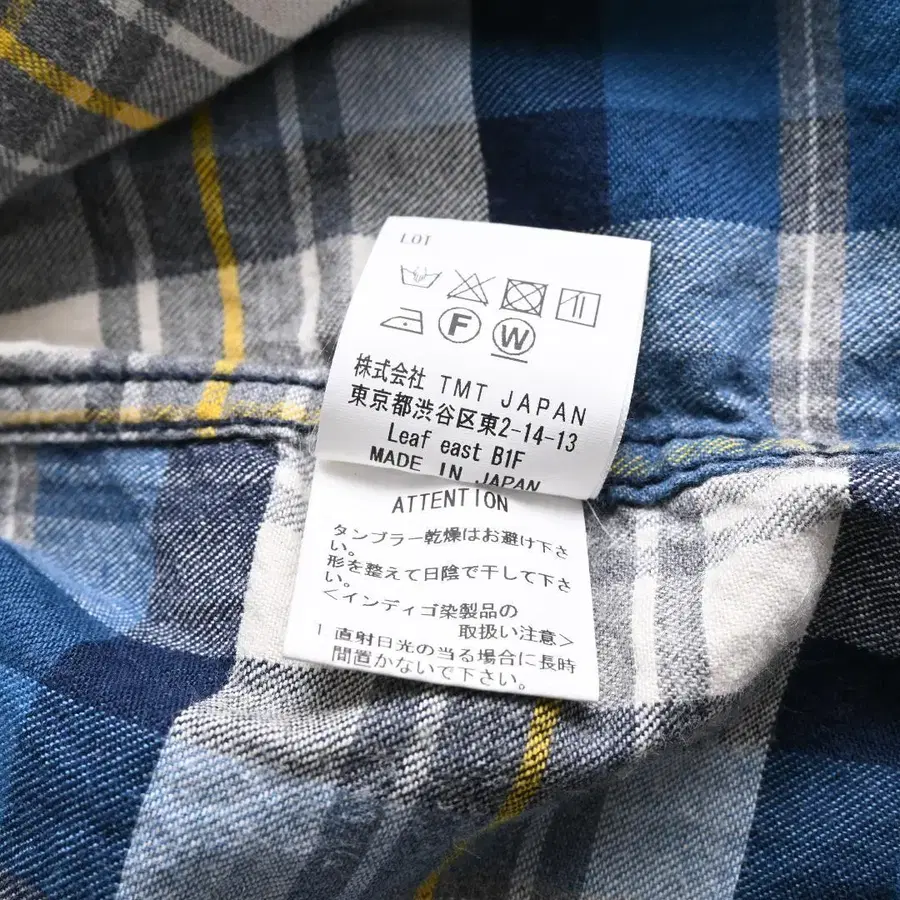 LOT
F W
株式会社 TMT JAPAN
東京都渋谷区東2-14-13
Leaf east B1F
MADE IN JAPAN
ATTENTION
タンブラー乾燥はお避け下さ
い。
形を整えて日陰で干して下さ
い。
<インディゴ染製品の
取扱い注意>
1 直射日光の当る場合に長時
間置かないで下さい。